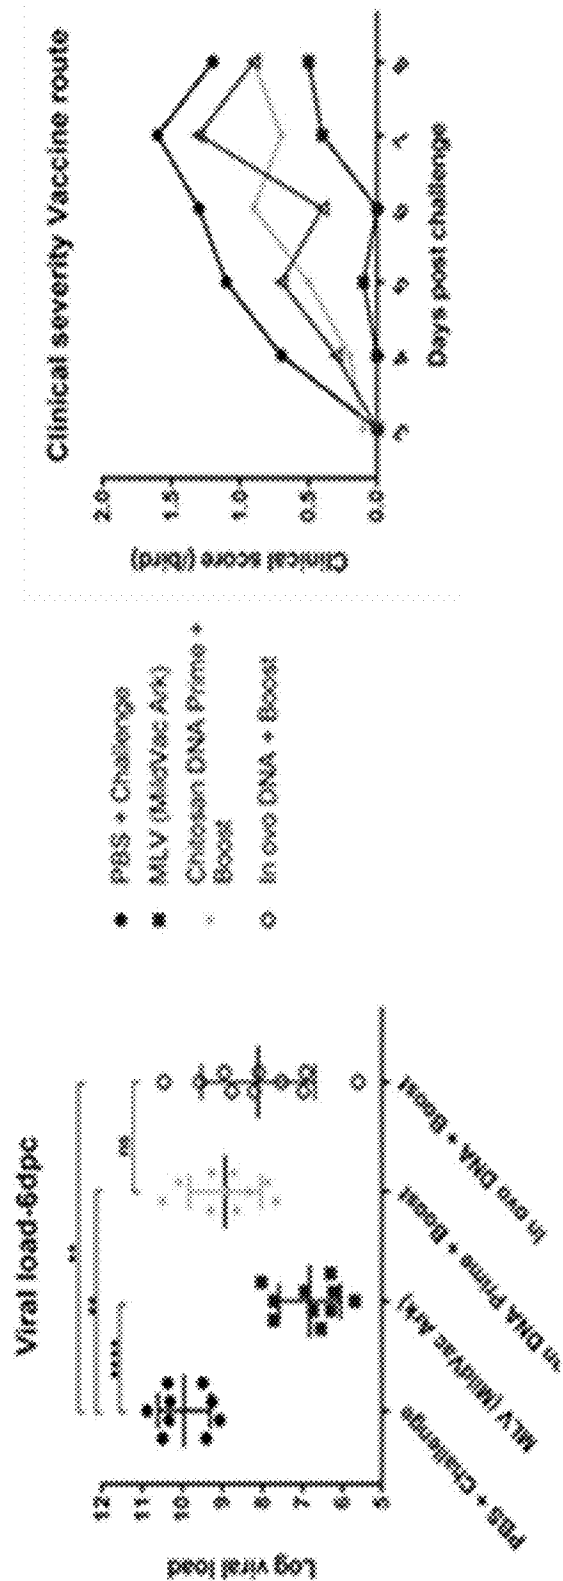 Viral load-6dpc
Log viral load
12
11
10
9
8
7
6
5
**
**
****
ns
PBS + Challenge
MLV (MildVac Ark)
an DNA Prime + Boost
In ovo DNA + Boost
PBS + Challenge
MLV (MildVac Ark)
Chitosan DNA Prime +
Boost
In ovo DNA + Boost
Clinical severity Vaccine route
Clinical score (/bird)
2.0
1.5
1.0
0.5
0.0
Days post challenge